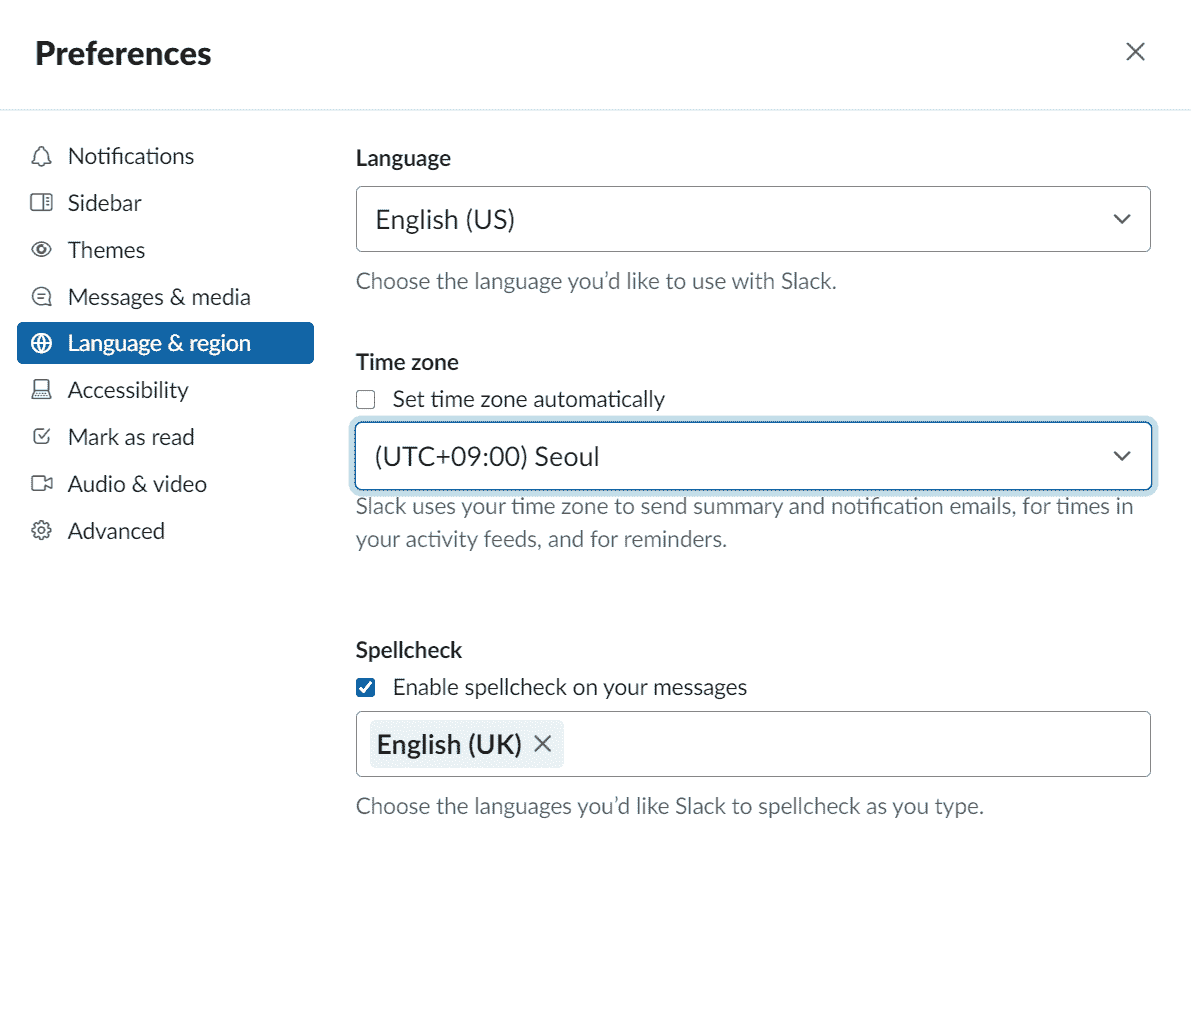 Preferences
Notifications
Sidebar
Themes
Messages & media
Language & region
Accessibility
Mark as read
Audio & video
Advanced
Language
English (US)
Choose the language you’d like to use with Slack.
Time zone
Set time zone automatically
(UTC+09:00) Seoul
Slack uses your time zone to send summary and notification emails, for times in
your activity feeds, and for reminders.
Spellcheck
Enable spellcheck on your messages
English (UK)
Choose the languages you’d like Slack to spellcheck as you type.